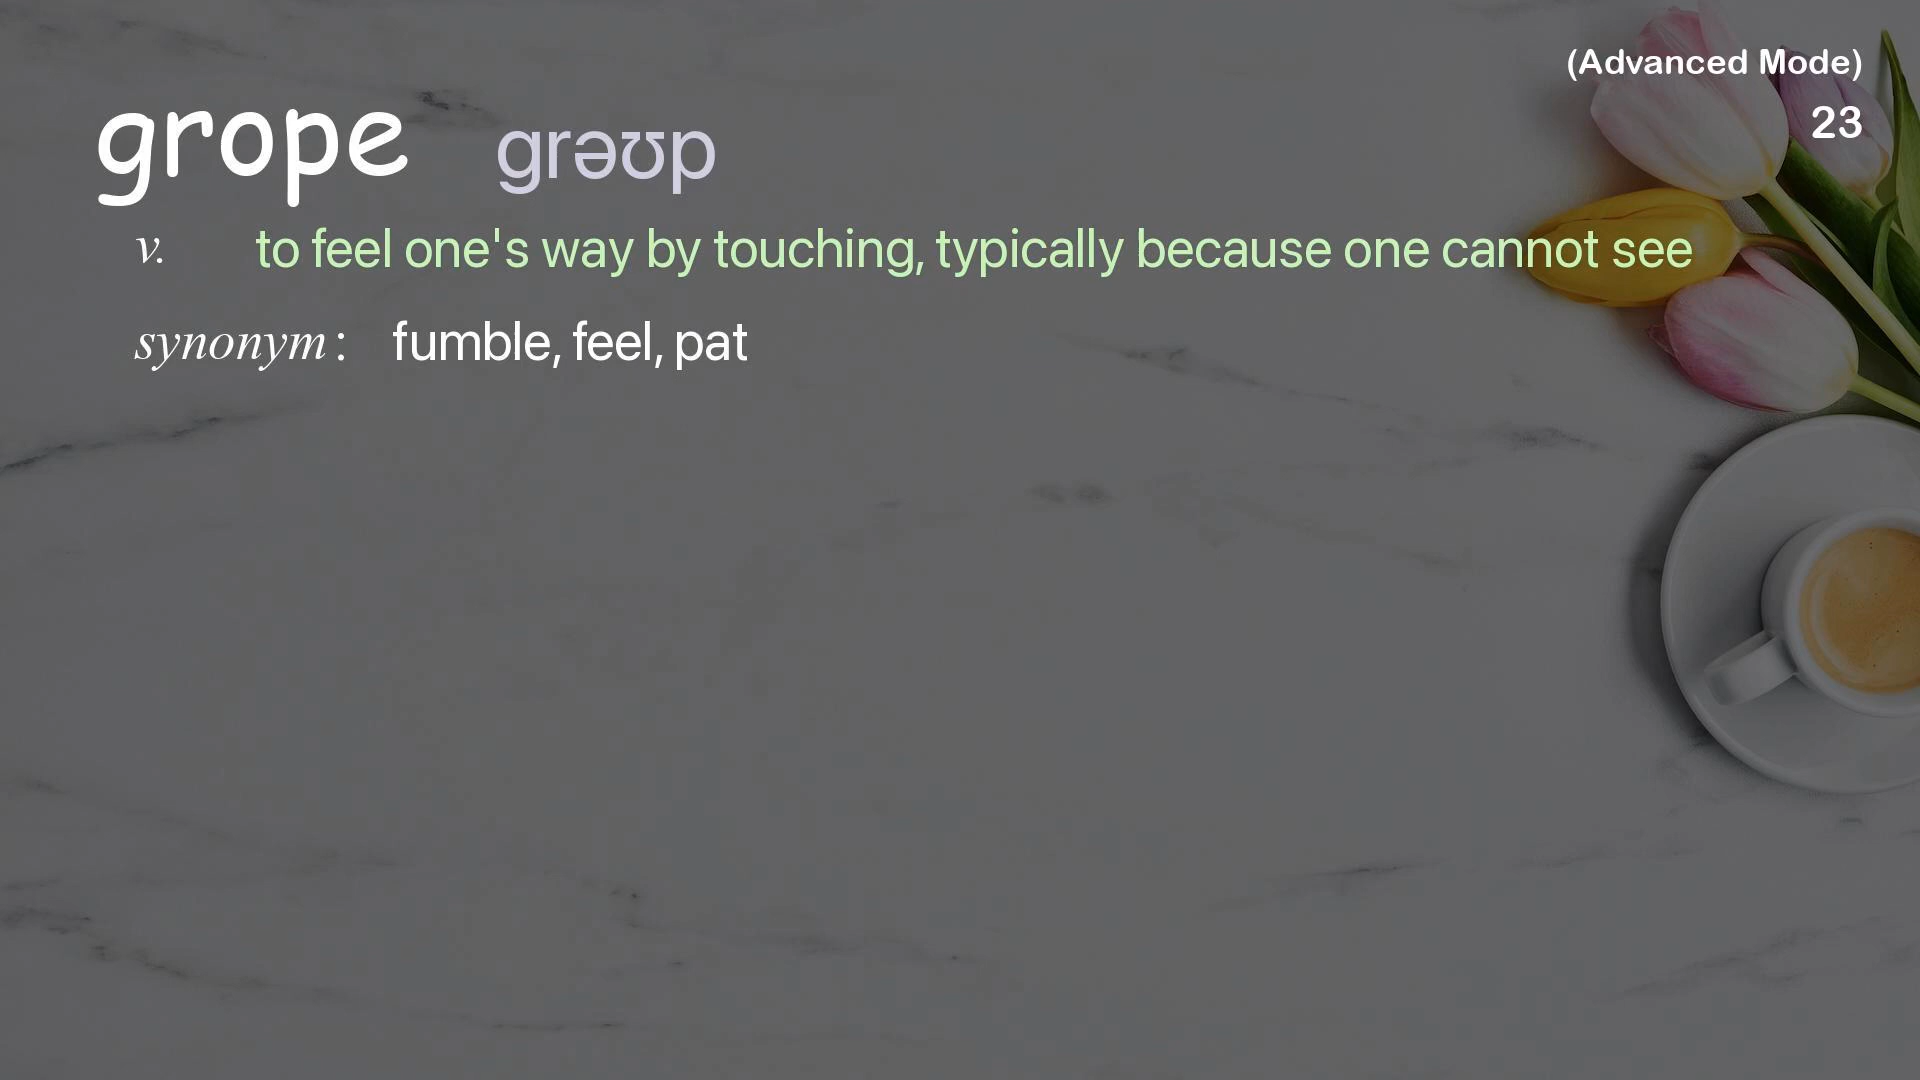 (Advanced Mode)
23
grope grəʊp
v. to feel one's way by touching, typically because one cannot see
synonym : fumble, feel, pat